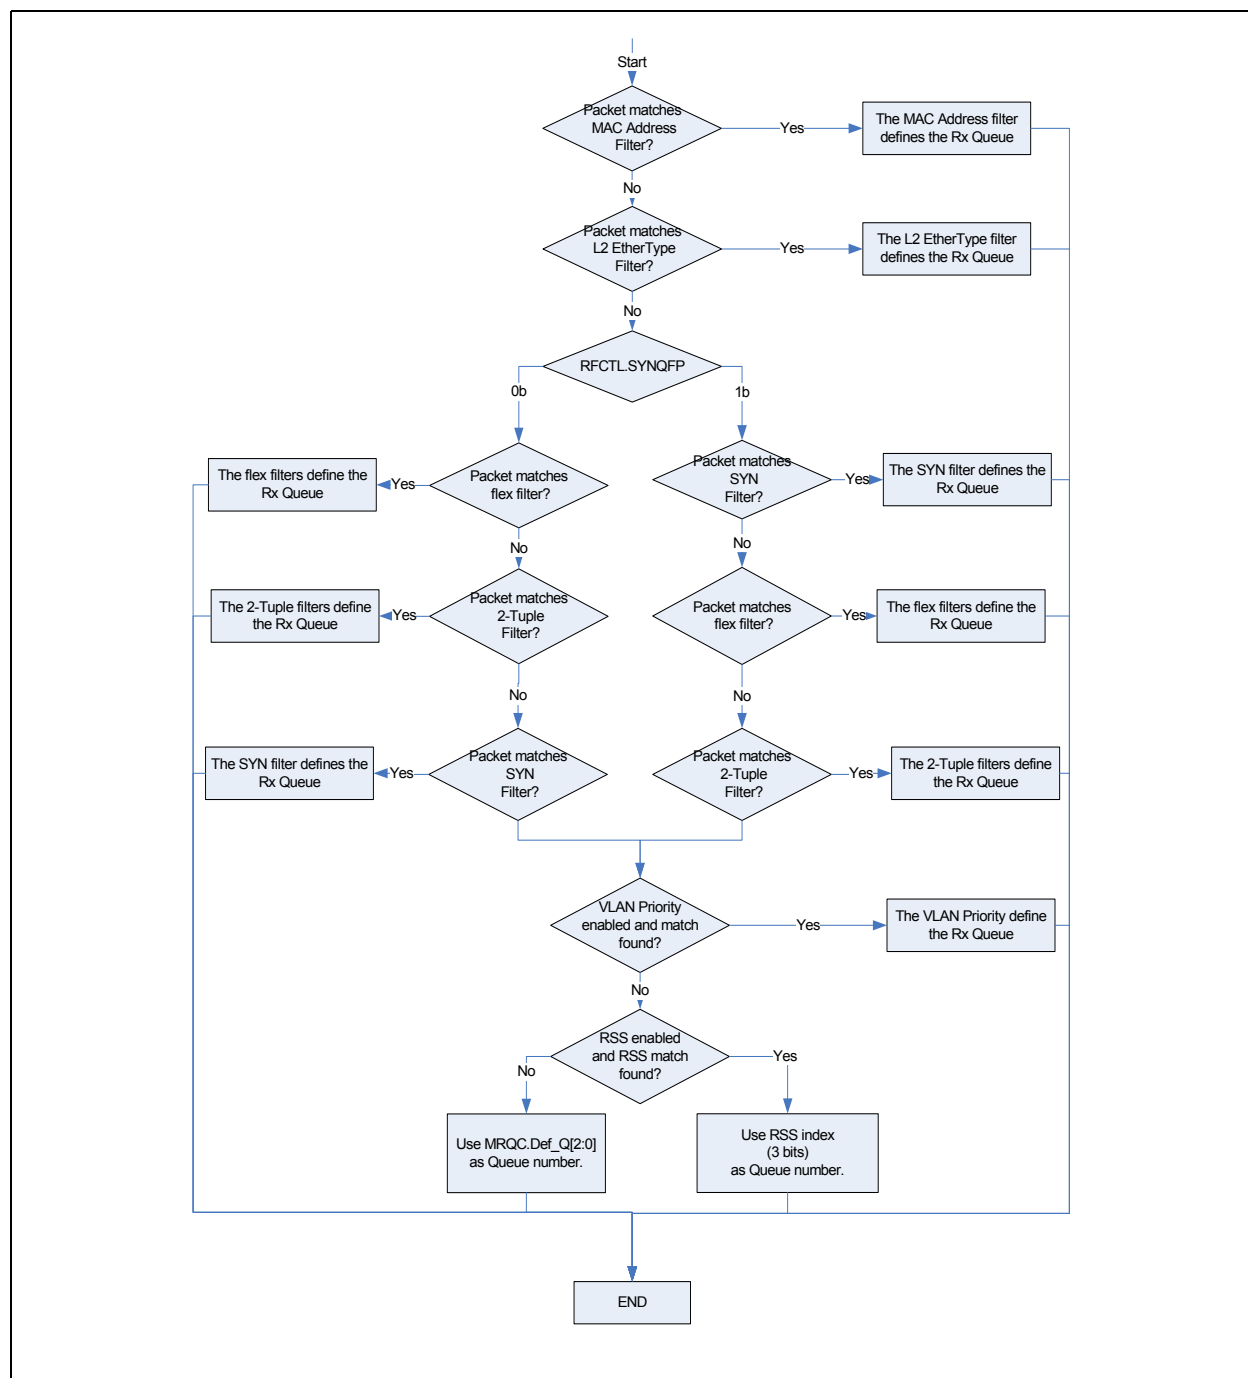 Start
Packet matches
MAC Address
Filter?
Yes
The MAC Address filter
defines the Rx Queue
No
Packet matches
L2 EtherType
Filter?
Yes
The L2 EtherType filter
defines the Rx Queue
No
RFCTL.SYNQFP
0b
1b
The flex filters define the
Rx Queue
Yes
Packet matches
flex filter?
Packet matches
SYN
Filter?
Yes
The SYN filter defines the
Rx Queue
No
No
The 2-Tuple filters define
the Rx Queue
Yes
Packet matches
2-Tuple
Filter?
Packet matches
flex filter?
Yes
The flex filters define the
Rx Queue
No
No
The SYN filter defines the
Rx Queue
Yes
Packet matches
SYN
Filter?
Packet matches
2-Tuple
Filter?
Yes
The 2-Tuple filters define
the Rx Queue
VLAN Priority
enabled and match
found?
Yes
The VLAN Priority define
the Rx Queue
No
RSS enabled
and RSS match
found?
No
Yes
Use MRQC.Def_Q[2:0]
as Queue number.
Use RSS index
(3 bits)
as Queue number.
END